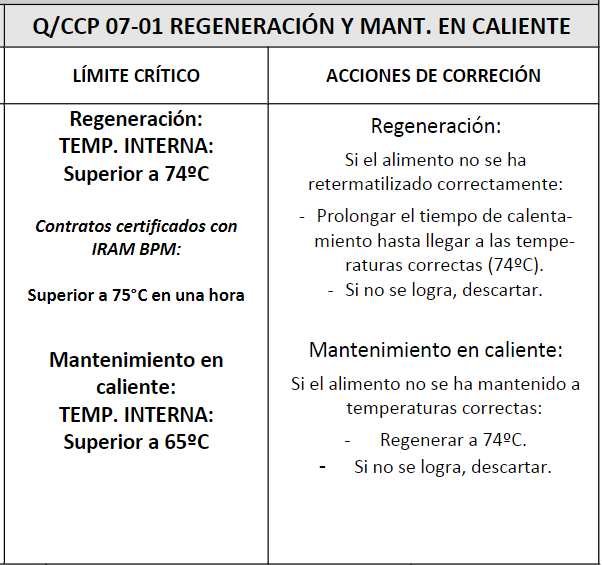 Q/CCP 07-01 REGENERACIÓN Y MANT. EN CALIENTE
LÍMITE CRÍTICO
ACCIONES DE CORRECIÓN
Regeneración:
TEMP. INTERNA:
Superior a 74ºC
Contratos certificados con
IRAM BPM:
Superior a 75°C en una hora
Mantenimiento en
caliente:
TEMP. INTERNA:
Superior a 65ºC
Regeneración:
Si el alimento no se ha
retermatilizado correctamente:
- Prolongar el tiempo de calenta-
miento hasta llegar a las tempe-
raturas correctas (74ºC).
- Si no se logra, descartar.
Mantenimiento en caliente:
Si el alimento no se ha mantenido a
temperaturas correctas:
- Regenerar a 74ºC.
- Si no se logra, descartar.